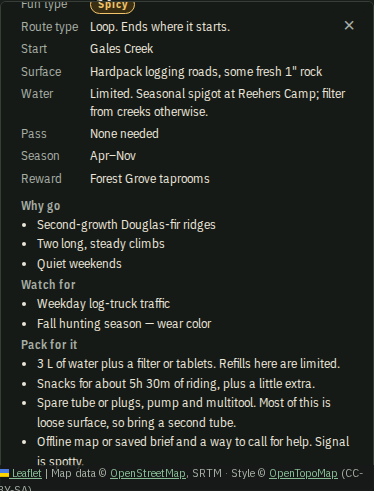 Fun type Spicy
Route type Loop. Ends where it starts. ✕
Start Gales Creek
Surface Hardpack logging roads, some fresh 1" rock
Water Limited. Seasonal spigot at Reehers Camp; filter
from creeks otherwise.
Pass None needed
Season Apr–Nov
Reward Forest Grove taprooms
Why go
• Second-growth Douglas-fir ridges
• Two long, steady climbs
• Quiet weekends
Watch for
• Weekday log-truck traffic
• Fall hunting season — wear color
Pack for it
• 3 L of water plus a filter or tablets. Refills here are limited.
• Snacks for about 5h 30m of riding, plus a little extra.
• Spare tube or plugs, pump and multitool. Most of this is
loose surface, so bring a second tube.
• Offline map or saved brief and a way to call for help. Signal
is spotty.
Leaflet | Map data © OpenStreetMap, SRTM · Style © OpenTopoMap (CC-
BY-SA)